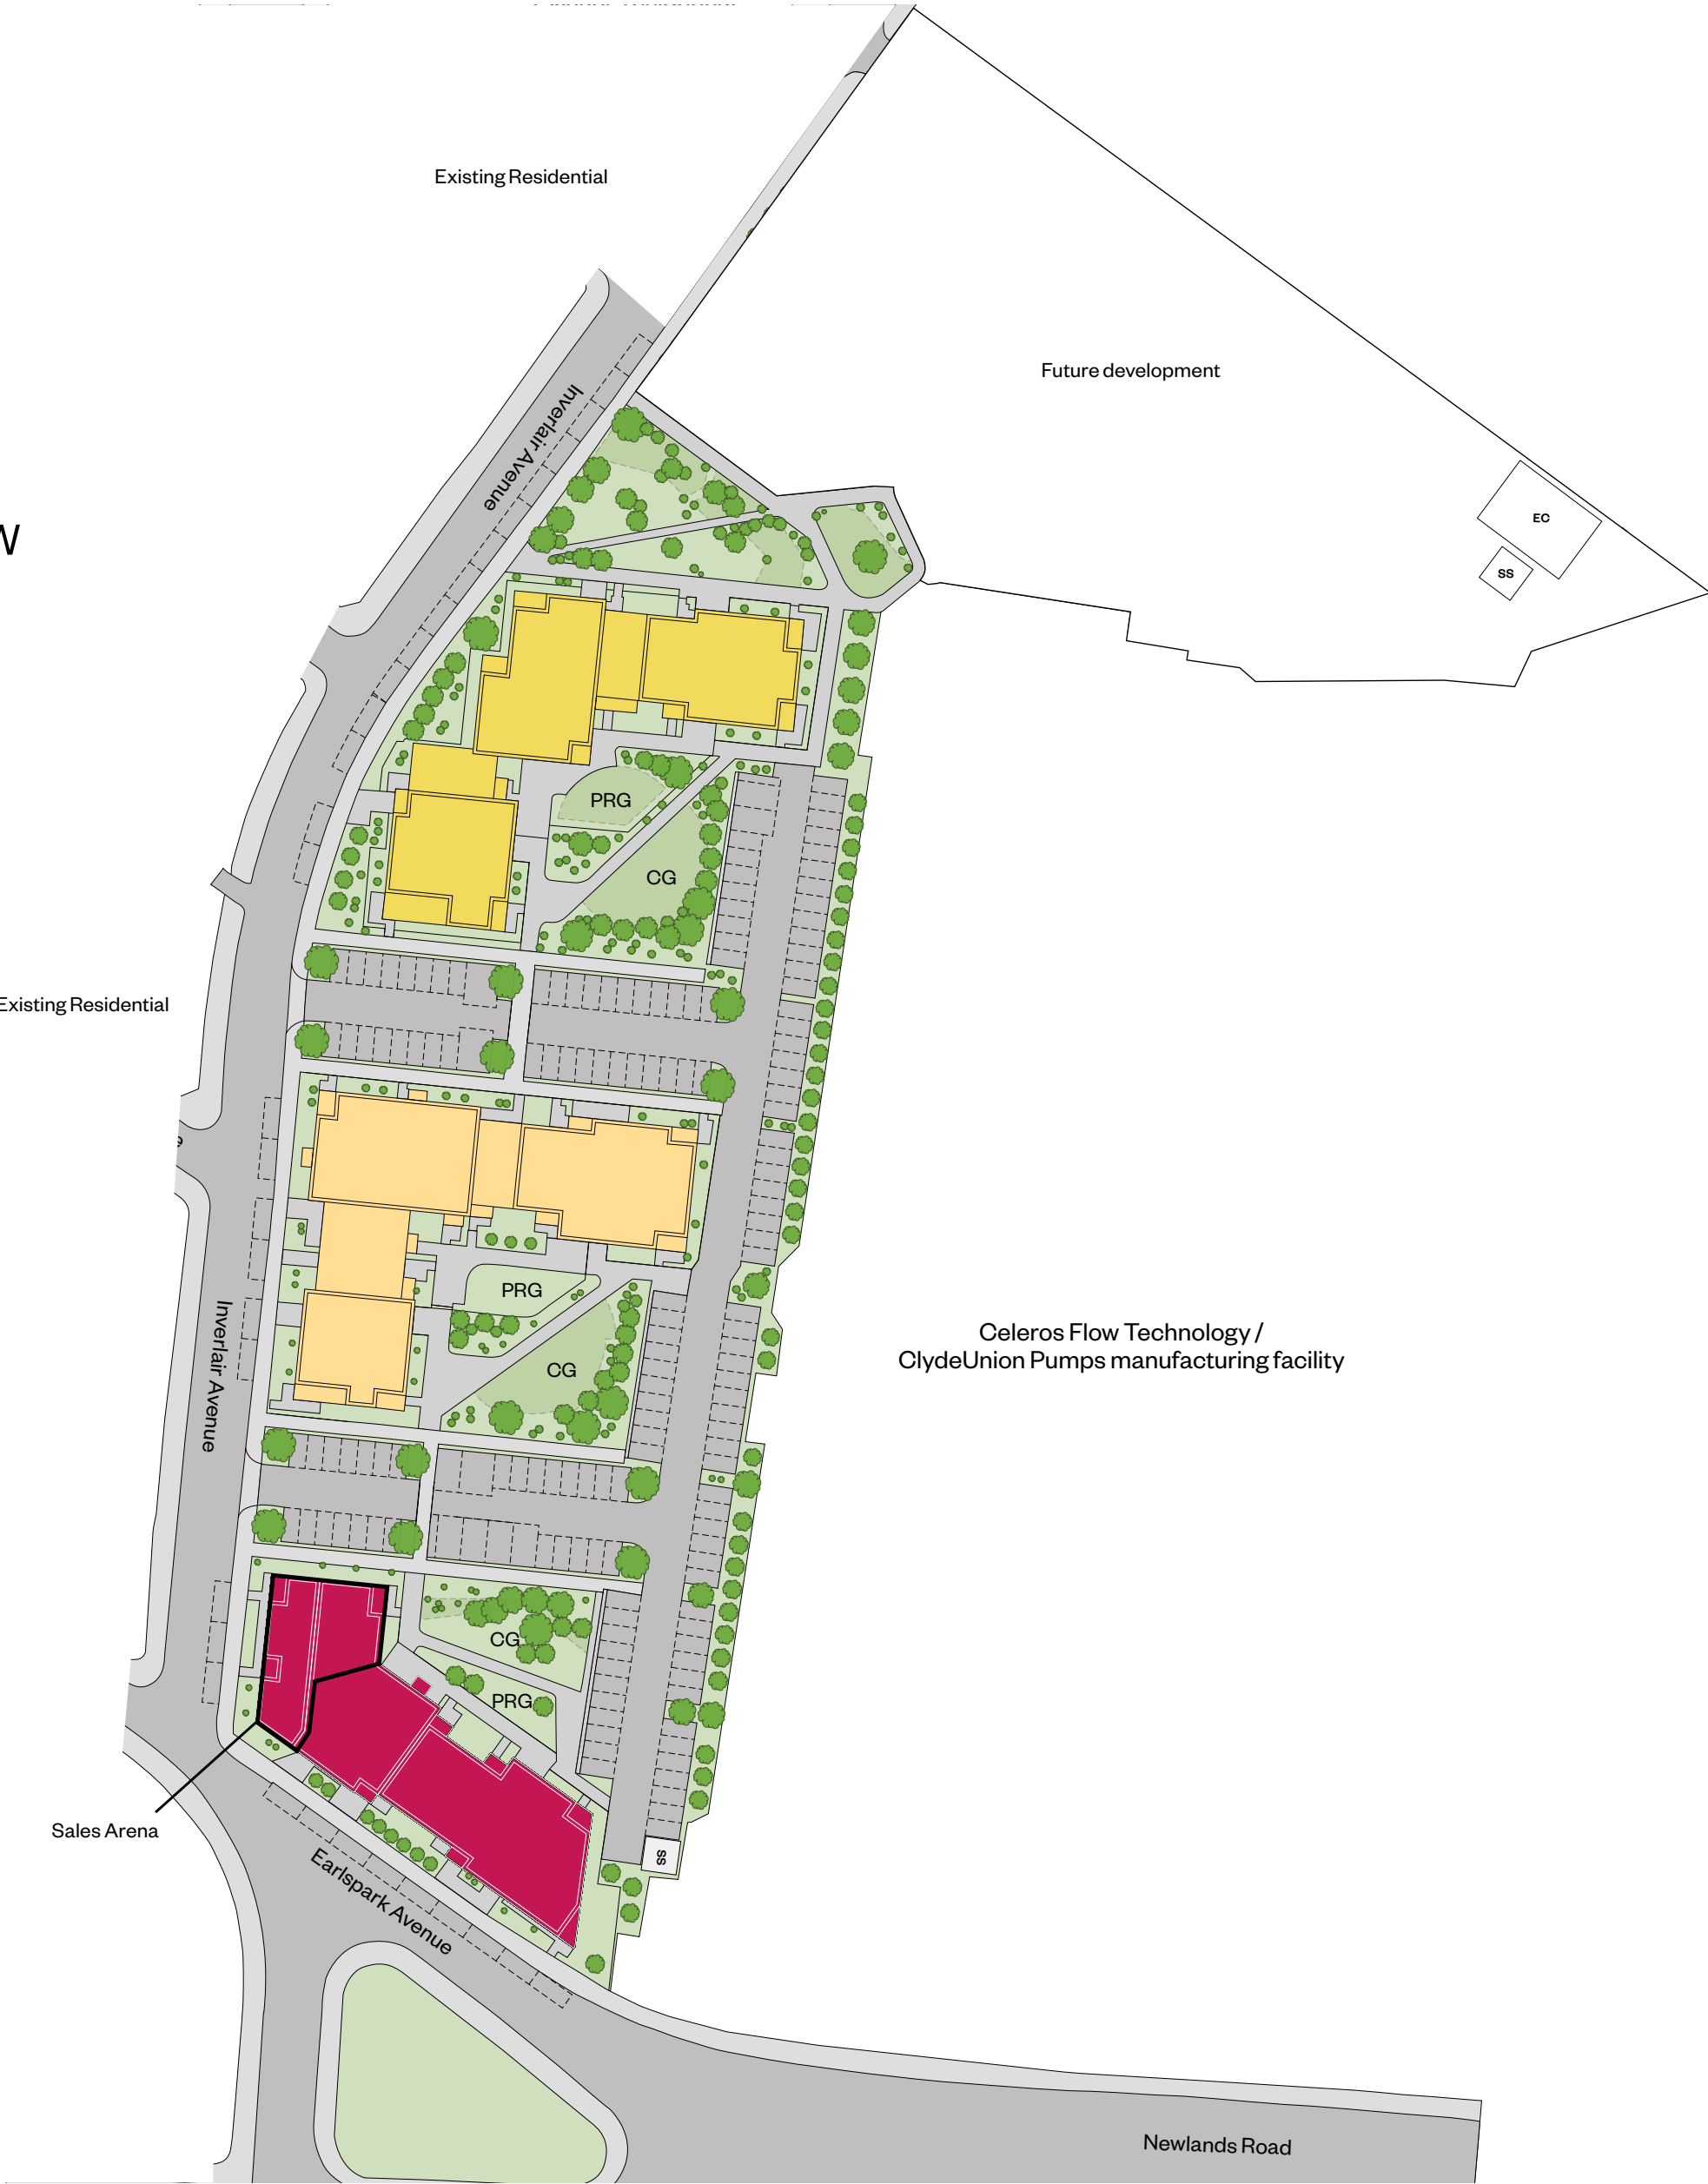 Existing Residential
Future development
Inverlair Avenue
W
EC
SS
PRG
CG
Existing Residential
PRG
Celeros Flow Technology /
ClydeUnion Pumps manufacturing facility
CG
Inverlair Avenue
CG
PRG
Sales Arena
SS
Earlspark Avenue
Newlands Road